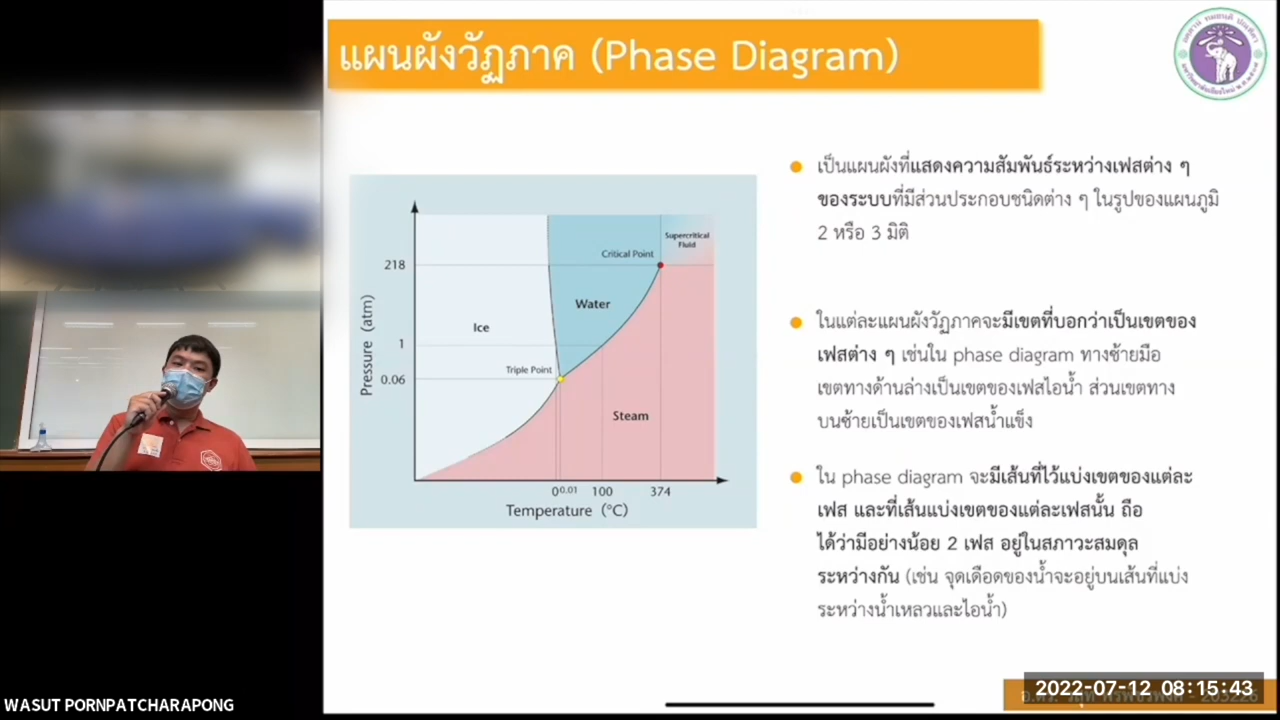 แผนผังวัฏภาค (Phase Diagram)
เป็นแผนผังที่แสดงความสัมพันธ์ระหว่างเฟสต่าง ๆ
ของระบบที่มีส่วนประกอบชนิดต่าง ๆ ในรูปของแผนภูมิ
2 หรือ 3 มิติ
ในแต่ละแผนผังวัฏภาคจะมีเขตที่บอกว่าเป็นเขตของ
เฟสต่าง ๆ เช่นใน phase diagram ทางซ้ายมือ
เขตทางด้านล่างเป็นเขตของเฟสไอน้ำ ส่วนเขตทาง
บนซ้ายเป็นเขตของเฟสน้ำแข็ง
ใน phase diagram จะมีเส้นที่ไว้แบ่งเขตของแต่ละ
เฟส และที่เส้นแบ่งเขตของแต่ละเฟสนั้น ถือ
ได้ว่ามีอย่างน้อย 2 เฟส อยู่ในสภาวะสมดุล
ระหว่างกัน (เช่น จุดเดือดของน้ำจะอยู่บนเส้นที่แบ่ง
ระหว่างน้ำเหลวและไอน้ำ)
Supercritical
Fluid
Critical Point
218
Water
Ice
1
Triple Point
0.06
Steam
Pressure (atm)
0 0.01 100 374
Temperature (°C)
2022-07-12 08:15:43
WASUT PORNPATCHARAPONG